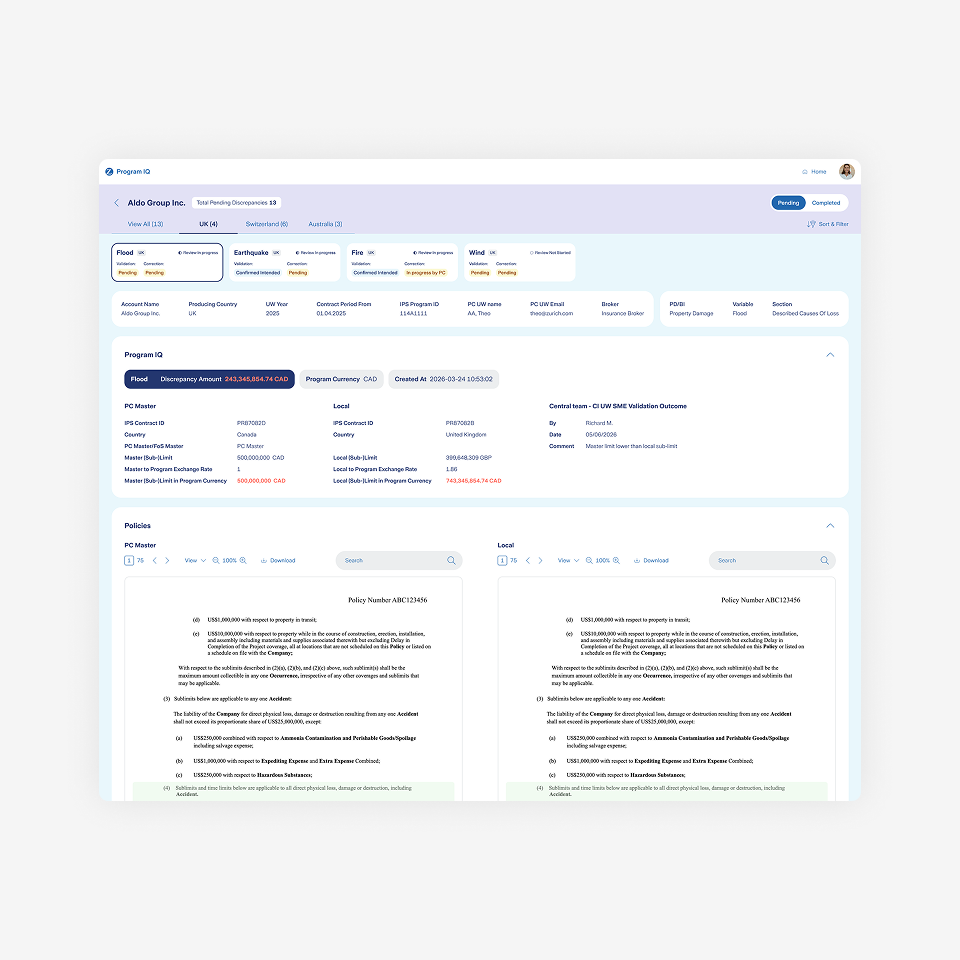 Program IQ
Home
Aldo Group Inc.
Total Pending Discrepancies 13
Pending
Completed
View All (13)
UK (4)
Switzerland (6)
Australia (3)
Sort & Filter
Flood UK Review In progress
Validation: Correction:
Pending Pending
Earthquake UK Review In progress
Validation: Correction:
Confirmed Intended Pending
Fire UK Review In progress
Validation: Correction:
Confirmed Intended In progress by PC
Wind UK Review Not Started
Validation: Correction:
Pending Pending
Account Name Producing Country UW Year Contract Period From IPS Program ID PC UW name PC UW Email Broker
Aldo Group Inc. UK 2025 01.04.2025 114A1111 AA, Theo theo@zurich.com Insurance Broker
PD/BI Variable Section
Property Damage Flood Described Causes Of Loss
Program IQ
Flood Discrepancy Amount 243,345,854.74 CAD
Program Currency CAD
Created At 2026-03-24 10:53:02
PC Master
IPS Contract ID PR87082D
Country Canada
PC Master/FoS Master PC Master
Master (Sub-)Limit 500,000,000 CAD
Master to Program Exchange Rate 1
Master (Sub-)Limit in Program Currency 500,000,000 CAD
Local
IPS Contract ID PR87082B
Country United Kingdom
Local (Sub-)Limit 399,648,309 GBP
Local to Program Exchange Rate 1.86
Local (Sub-)Limit in Program Currency 743,345,854.74 CAD
Central team - CI UW SME Validation Outcome
By Richard M.
Date 05/06/2026
Comment Master limit lower than local sub-limit
Policies
PC Master
1 75 View 100% Download Search
Policy Number ABC123456
(d) US$1,000,000 with respect to property in transit;
(e) US$10,000,000 with respect to property while in the course of construction, erection, installation,
and assembly including materials and supplies associated therewith but excluding Delay in
Completion of the Project coverage, all at locations that are not scheduled on this Policy or listed on
a schedule on file with the Company;
With respect to the sublimits described in (2)(a), (2)(b), and (2)(c) above, such sublimit(s) shall be the
maximum amount collectible in any one Occurrence, irrespective of any other coverages and sublimits that
may be applicable.
(3) Sublimits below are applicable to any one Accident:
The liability of the Company for direct physical loss, damage or destruction resulting from any one Accident
shall not exceed its proportionate share of US$25,000,000, except:
(a) US$250,000 combined with respect to Ammonia Contamination and Perishable Goods/Spoilage
including salvage expense;
(b) US$1,000,000 with respect to Expediting Expense and Extra Expense Combined;
(c) US$250,000 with respect to Hazardous Substances;
(4) Sublimits and time limits below are applicable to all direct physical loss, damage or destruction, including
Accident.
Local
1 75 View 100% Download Search
Policy Number ABC123456
(d) US$1,000,000 with respect to property in transit;
(e) US$10,000,000 with respect to property while in the course of construction, erection, installation,
and assembly including materials and supplies associated therewith but excluding Delay in
Completion of the Project coverage, all at locations that are not scheduled on this Policy or listed on
a schedule on file with the Company;
With respect to the sublimits described in (2)(a), (2)(b), and (2)(c) above, such sublimit(s) shall be the
maximum amount collectible in any one Occurrence, irrespective of any other coverages and sublimits that
may be applicable.
(3) Sublimits below are applicable to any one Accident:
The liability of the Company for direct physical loss, damage or destruction resulting from any one Accident
shall not exceed its proportionate share of US$25,000,000, except:
(a) US$250,000 combined with respect to Ammonia Contamination and Perishable Goods/Spoilage
including salvage expense;
(b) US$1,000,000 with respect to Expediting Expense and Extra Expense Combined;
(c) US$250,000 with respect to Hazardous Substances;
(4) Sublimits and time limits below are applicable to all direct physical loss, damage or destruction, including
Accident.